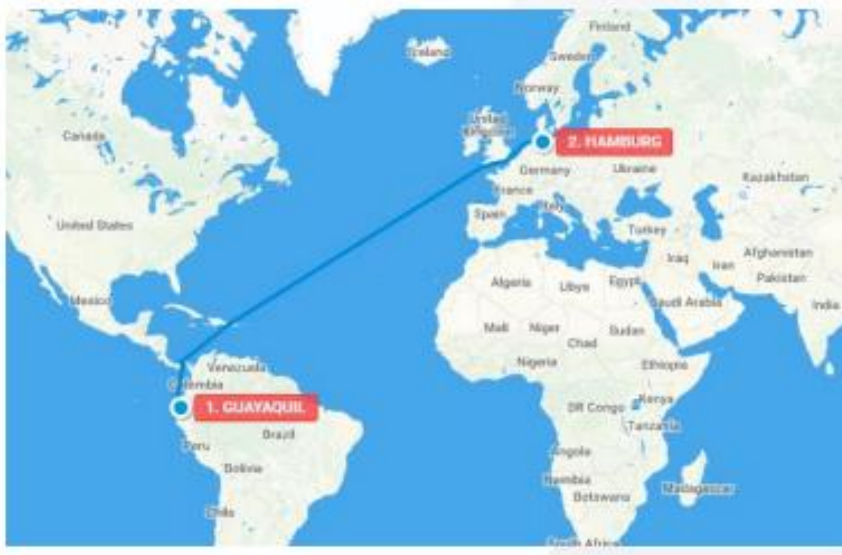 Finland
Iceland
Sweden
Norway
United
Kingdom
Canada
2. HAMBURG
Germany
Ukraine
Kazakhstan
France
United States
Spain
Italy
Turkey
Afghanistan
Iraq
Iran
Pakistan
Algeria
Libya
Egypt
Mexico
Saudi Arabia
India
Mali
Niger
Sudan
Chad
Venezuela
Nigeria
Ethiopia
Colombia
1. GUAYAQUIL
DR Congo
Kenya
Tanzania
Brazil
Peru
Angola
Bolivia
Namibia
Madagascar
Botswana
Chile
South Africa